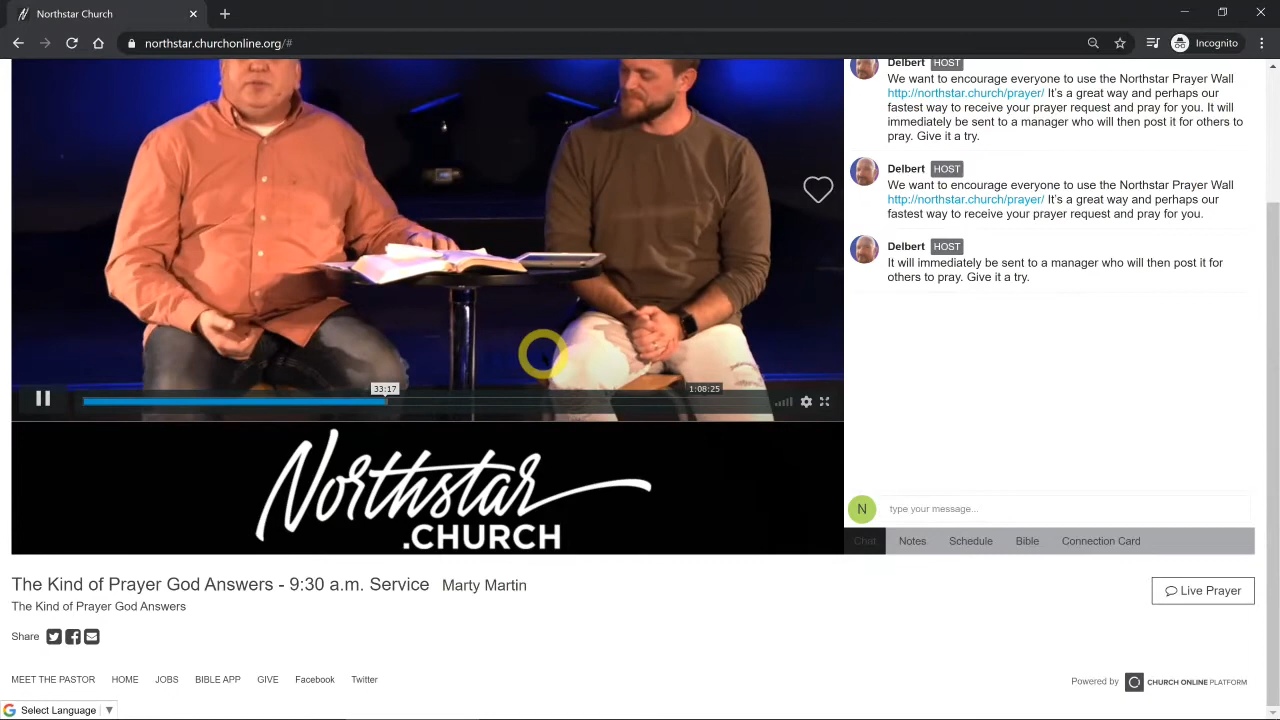 Northstar Church
northstar.churchonline.org/#
Incognito
Delbert HOST
We want to encourage everyone to use the Northstar Prayer Wall
http://northstar.church/prayer/ It's a great way and perhaps our
fastest way to receive your prayer request and pray for you. It will
immediately be sent to a manager who will then post it for others to
pray. Give it a try.
Delbert HOST
We want to encourage everyone to use the Northstar Prayer Wall
http://northstar.church/prayer/ It's a great way and perhaps our
fastest way to receive your prayer request and pray for you.
Delbert HOST
It will immediately be sent to a manager who will then post it for
others to pray. Give it a try.
33:17
1:08:25
Northstar
.CHURCH
N type your message...
Chat Notes Schedule Bible Connection Card
The Kind of Prayer God Answers - 9:30 a.m. Service Marty Martin
The Kind of Prayer God Answers
Live Prayer
Share
MEET THE PASTOR HOME JOBS BIBLE APP GIVE Facebook Twitter
Powered by CHURCH ONLINE PLATFORM
G Select Language ▼